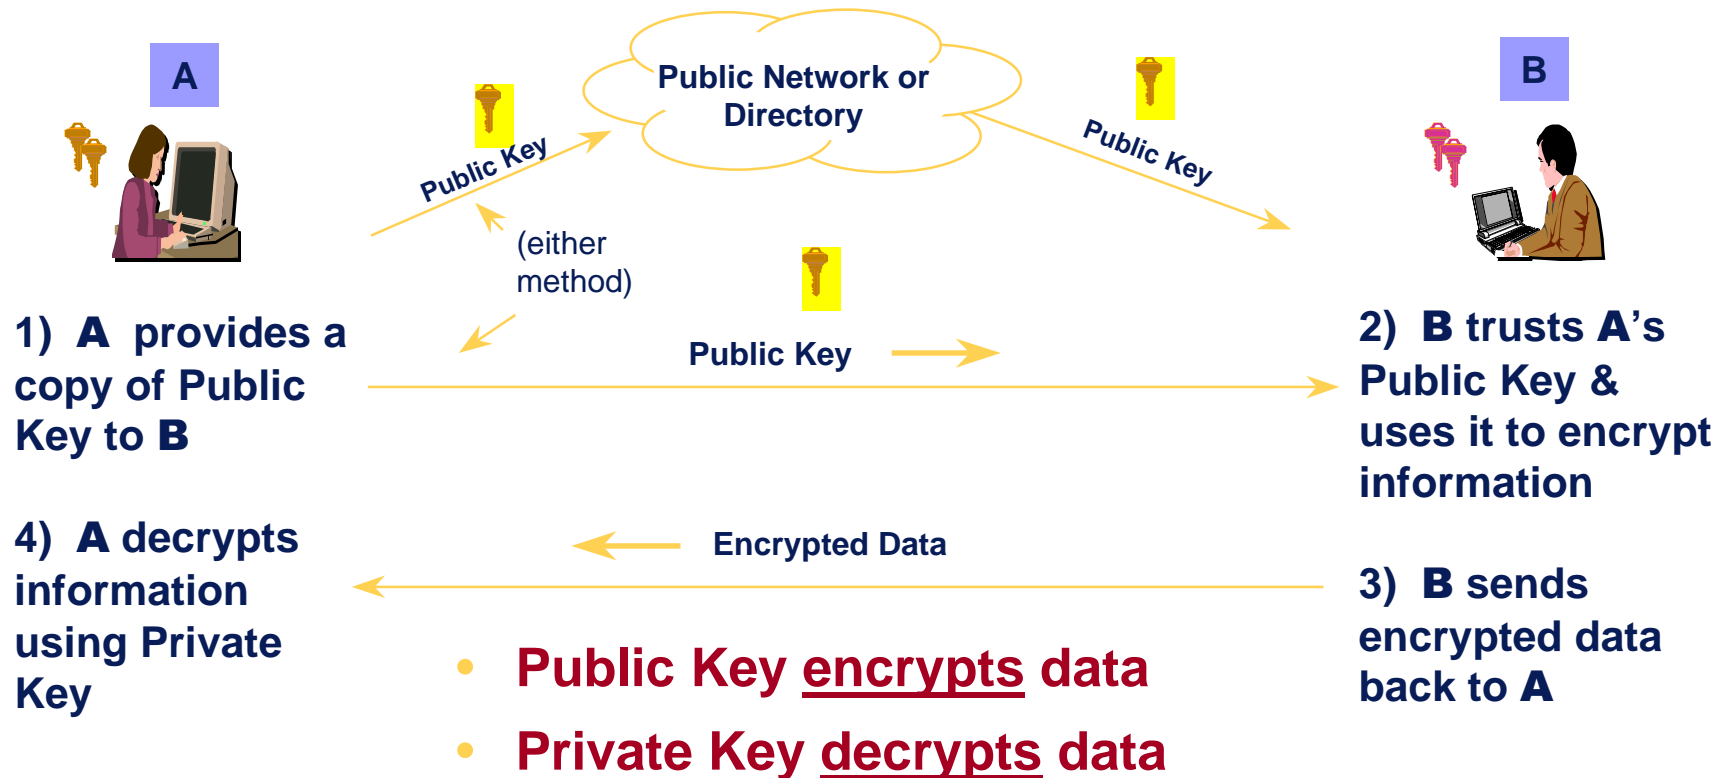 A
B
Public Network or
Directory
Public Key
Public Key
(either
method)
Public Key
1) A provides a
copy of Public
Key to B
2) B trusts A’s
Public Key &
uses it to encrypt
information
Encrypted Data
3) B sends
encrypted data
back to A
4) A decrypts
information
using Private
Key
• Public Key encrypts data
• Private Key decrypts data